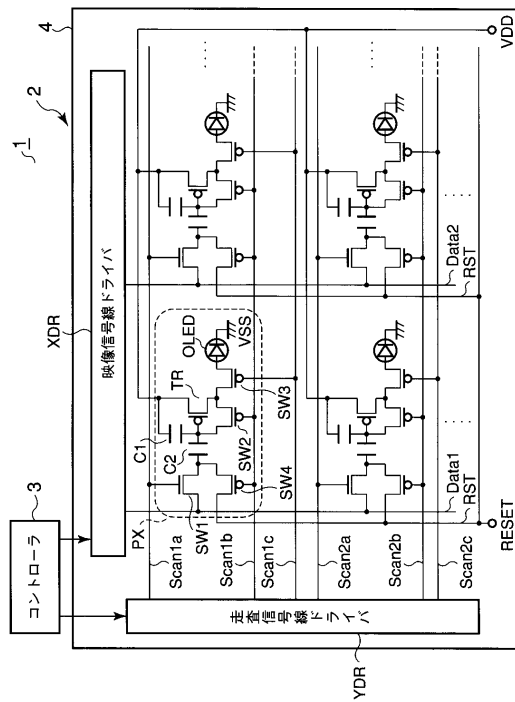 1
2
4
3
コントローラ
XDR
映像信号線ドライバ
PX
C1
C2
TR
OLED
VSS
SW1
SW2
SW3
SW4
Scan1a
Scan1b
Scan1c
Scan2a
Scan2b
Scan2c
走査信号線ドライバ
YDR
Data1
RST
Data2
RST
RESET
VDD